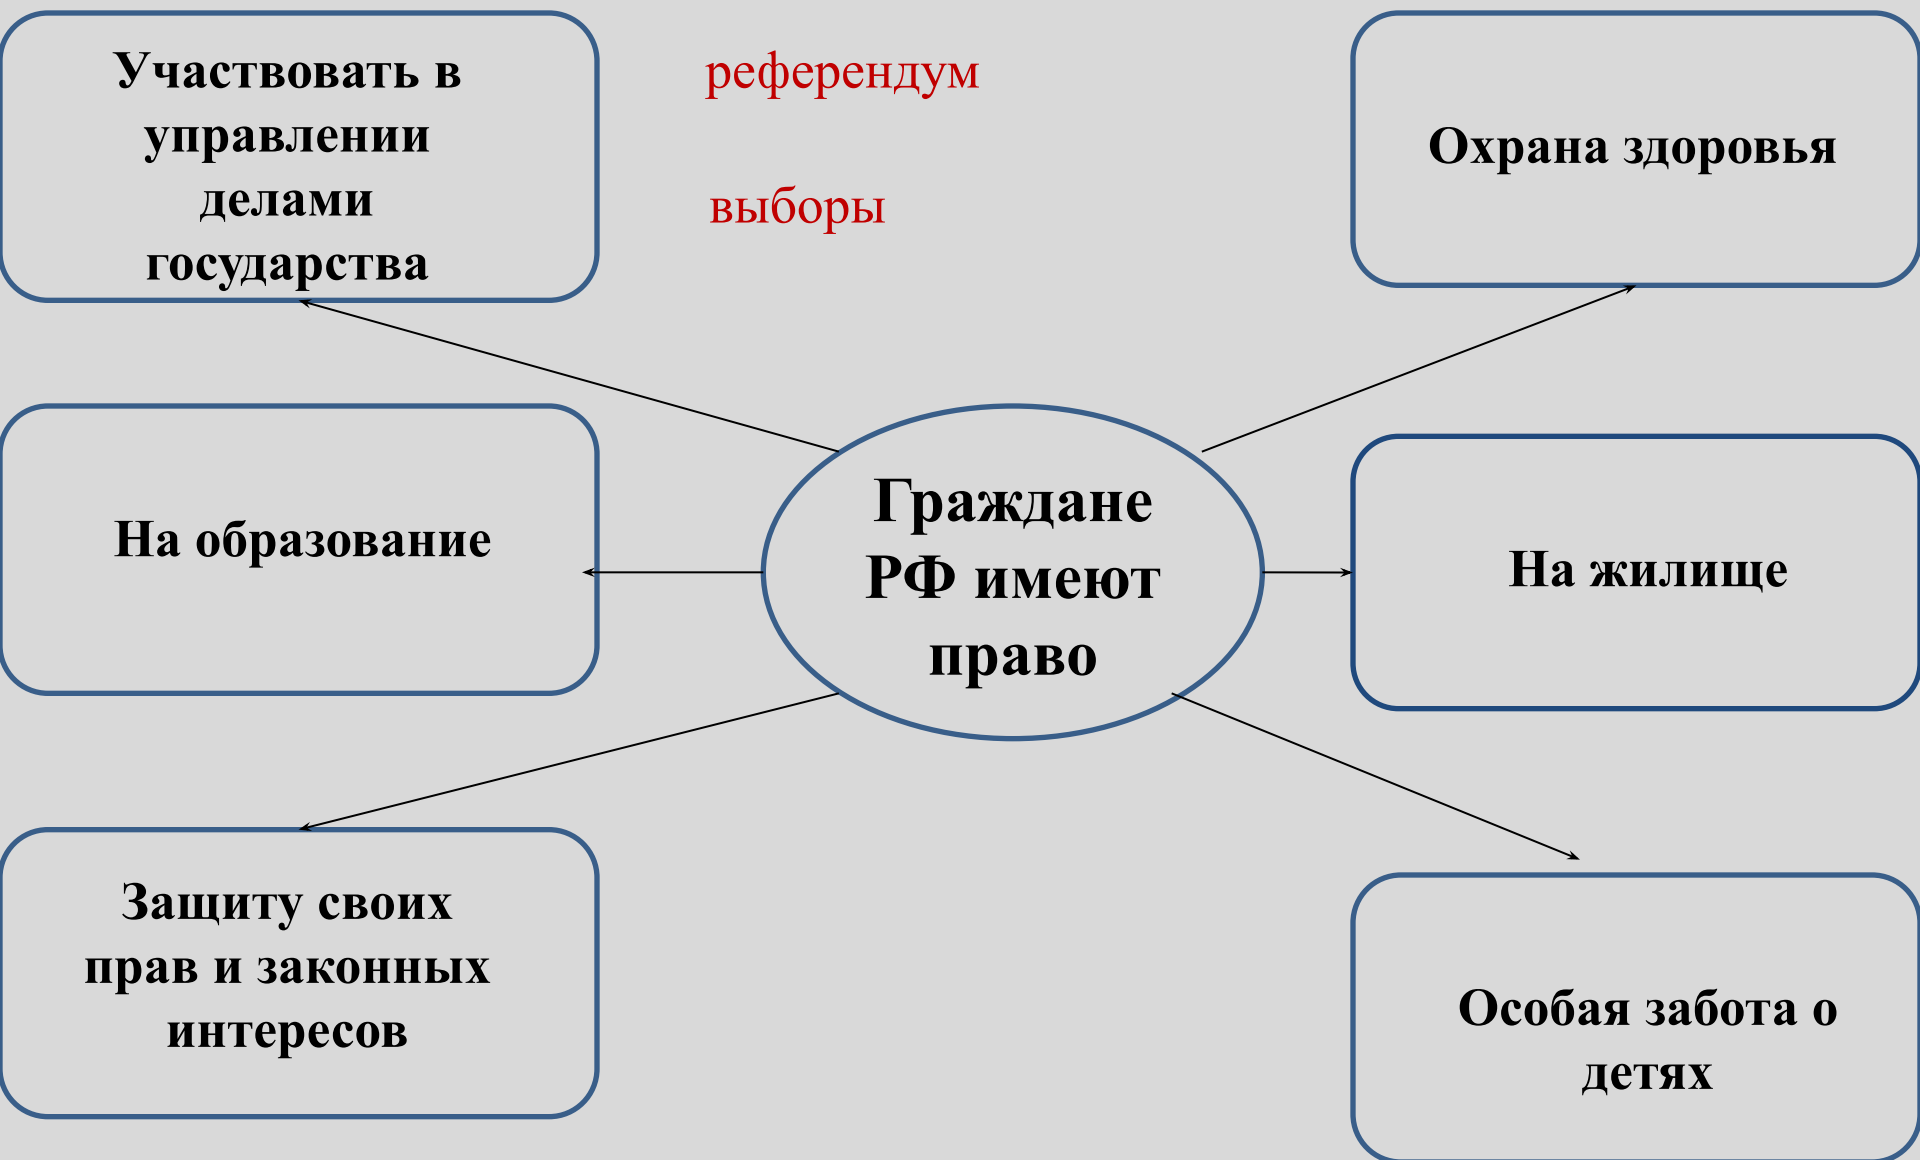 Участвовать в
управлении
делами
государства
референдум
выборы
Охрана здоровья
На образование
Граждане
РФ имеют
право
На жилище
Защиту своих
прав и законных
интересов
Особая забота о
детях